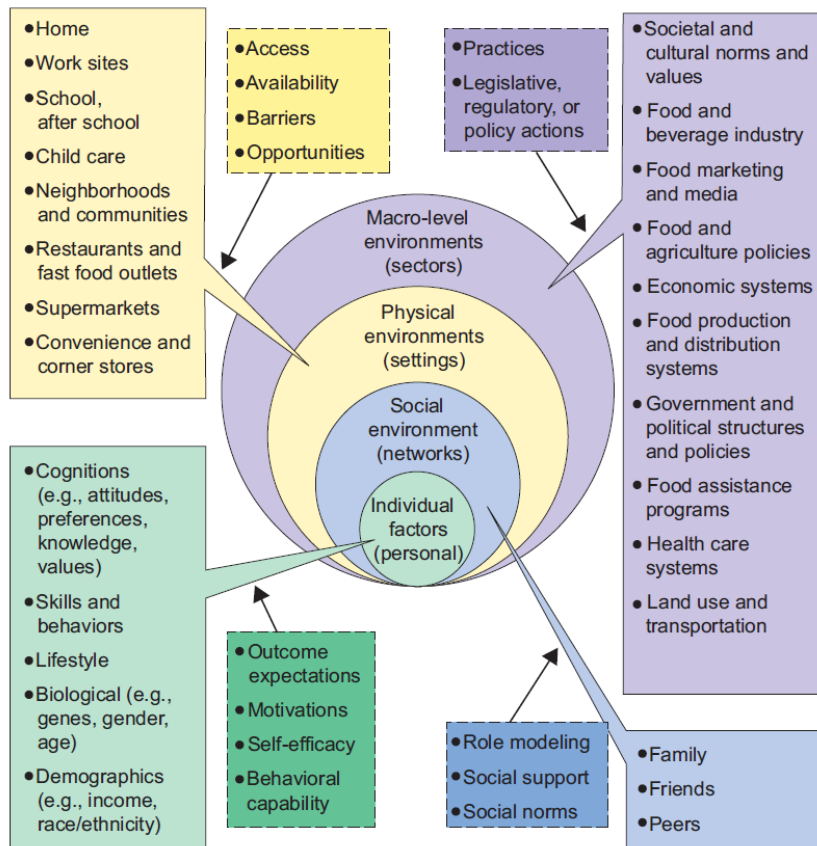 •Home
•Work sites
•School,
after school
•Child care
•Neighborhoods
and communities
•Restaurants and
fast food outlets
•Supermarkets
•Convenience and
corner stores
•Access
•Availability
•Barriers
•Opportunities
•Practices
•Legislative,
regulatory, or
policy actions
•Societal and
cultural norms and
values
•Food and
beverage industry
•Food marketing
and media
•Food and
agriculture policies
•Economic systems
•Food production
and distribution
systems
•Government and
political structures
and policies
•Food assistance
programs
•Health care
systems
•Land use and
transportation
Macro-level
environments
(sectors)
Physical
environments
(settings)
Social
environment
(networks)
Individual
factors
(personal)
•Cognitions
(e.g., attitudes,
preferences,
knowledge,
values)
•Skills and
behaviors
•Lifestyle
•Biological (e.g.,
genes, gender,
age)
•Demographics
(e.g., income,
race/ethnicity)
•Outcome
expectations
•Motivations
•Self-efficacy
•Behavioral
capability
•Role modeling
•Social support
•Social norms
•Family
•Friends
•Peers